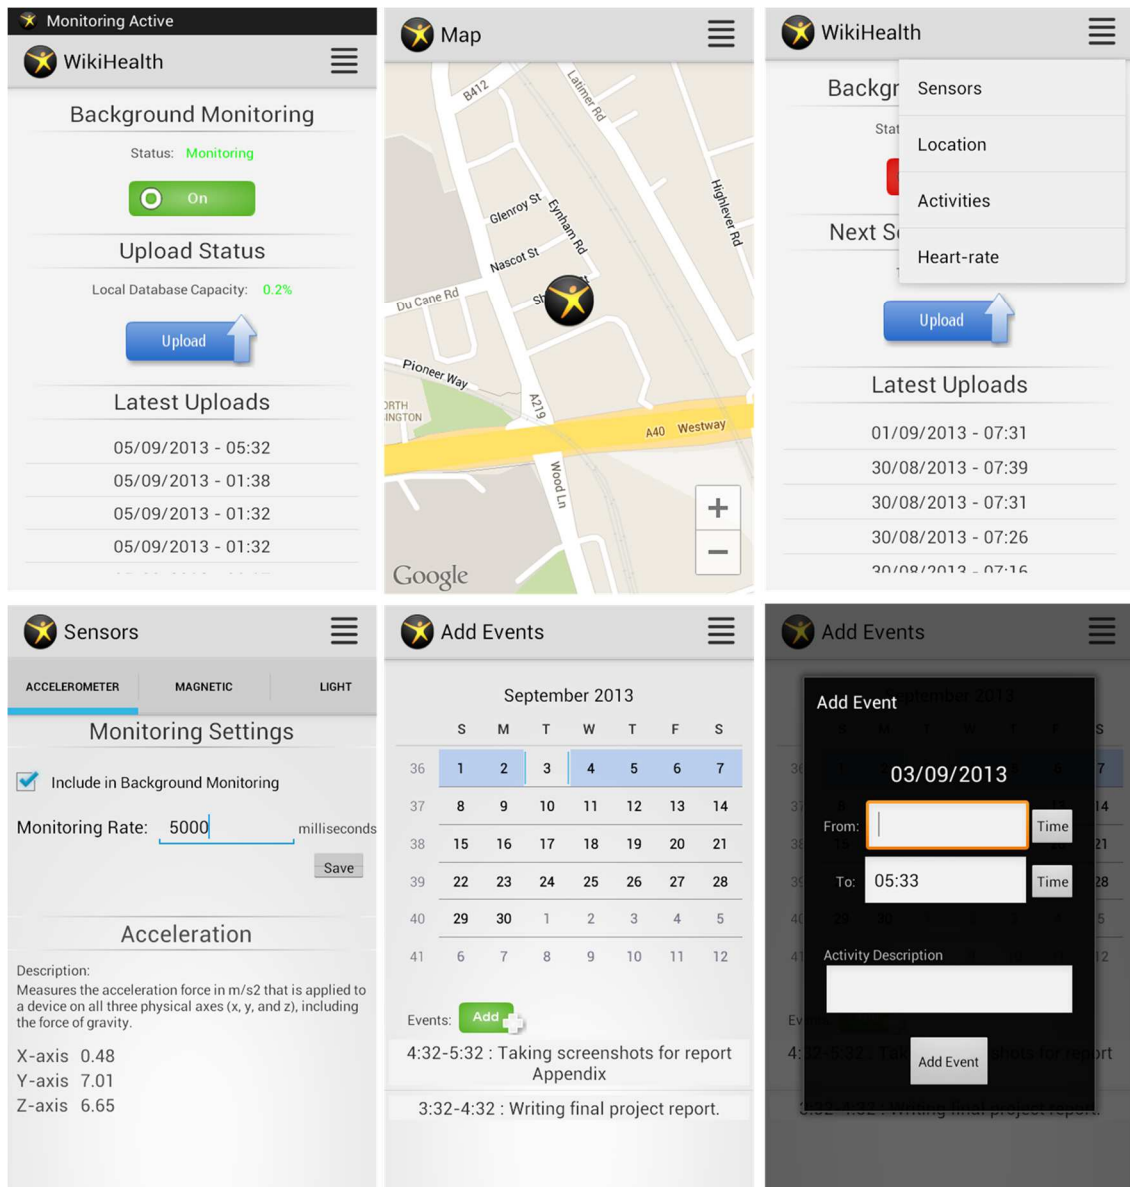 Monitoring Active
WikiHealth
Background Monitoring
Status: Monitoring
On
Upload Status
Local Database Capacity: 0.2%
Upload
Latest Uploads
05/09/2013 - 05:32
05/09/2013 - 01:38
05/09/2013 - 01:32
05/09/2013 - 01:32
Map
B412
Latimer Rd
Highlever Rd
Glenroy St
Eynham Rd
Nascot St
Du Cane Rd
Pioneer Way
A219
A40 Westway
Wood Ln
Google
+
−
WikiHealth
Sensors
Location
Activities
Heart-rate
Backgr
Stat
Next S
Upload
Latest Uploads
01/09/2013 - 07:31
30/08/2013 - 07:39
30/08/2013 - 07:31
30/08/2013 - 07:26
30/08/2013 - 07:16
Sensors
ACCELEROMETER MAGNETIC LIGHT
Monitoring Settings
Include in Background Monitoring
Monitoring Rate: 5000 milliseconds
Save
Acceleration
Description:
Measures the acceleration force in m/s2 that is applied to
a device on all three physical axes (x, y, and z), including
the force of gravity.
X-axis 0.48
Y-axis 7.01
Z-axis 6.65
Add Events
September 2013
S M T W T F S
36 1 2 3 4 5 6 7
37 8 9 10 11 12 13 14
38 15 16 17 18 19 20 21
39 22 23 24 25 26 27 28
40 29 30 1 2 3 4 5
41 6 7 8 9 10 11 12
Events: Add
4:32-5:32 : Taking screenshots for report
Appendix
3:32-4:32 : Writing final project report.
Add Events
Add Event
03/09/2013
From: Time
To: 05:33 Time
Activity Description
Add Event